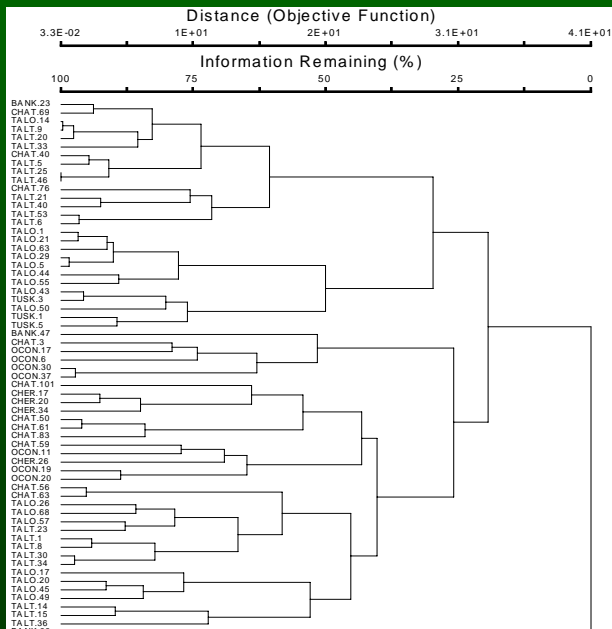 Distance (Objective Function)
3.3E-02 1E+01 2E+01 3.1E+01 4.1E+01
Information Remaining (%)
100 75 50 25 0
BANK.23
CHAT.69
TALO.14
TALT.9
TALT.20
TALT.33
CHAT.40
TALT.5
TALT.25
TALT.46
CHAT.76
TALT.21
TALT.40
TALT.53
TALT.6
TALO.1
TALO.21
TALO.63
TALO.29
TALO.5
TALO.44
TALO.55
TALO.43
TUSK.3
TALO.50
TUSK.1
TUSK.5
BANK.47
CHAT.3
OCON.17
OCON.6
OCON.30
OCON.37
CHAT.101
CHER.17
CHER.20
CHER.34
CHAT.50
CHAT.61
CHAT.83
CHAT.59
OCON.11
CHER.26
OCON.19
OCON.20
CHAT.56
CHAT.63
TALO.26
TALO.68
TALO.57
TALT.23
TALT.1
TALT.8
TALT.30
TALT.34
TALO.17
TALO.20
TALO.45
TALO.49
TALT.14
TALT.15
TALT.36